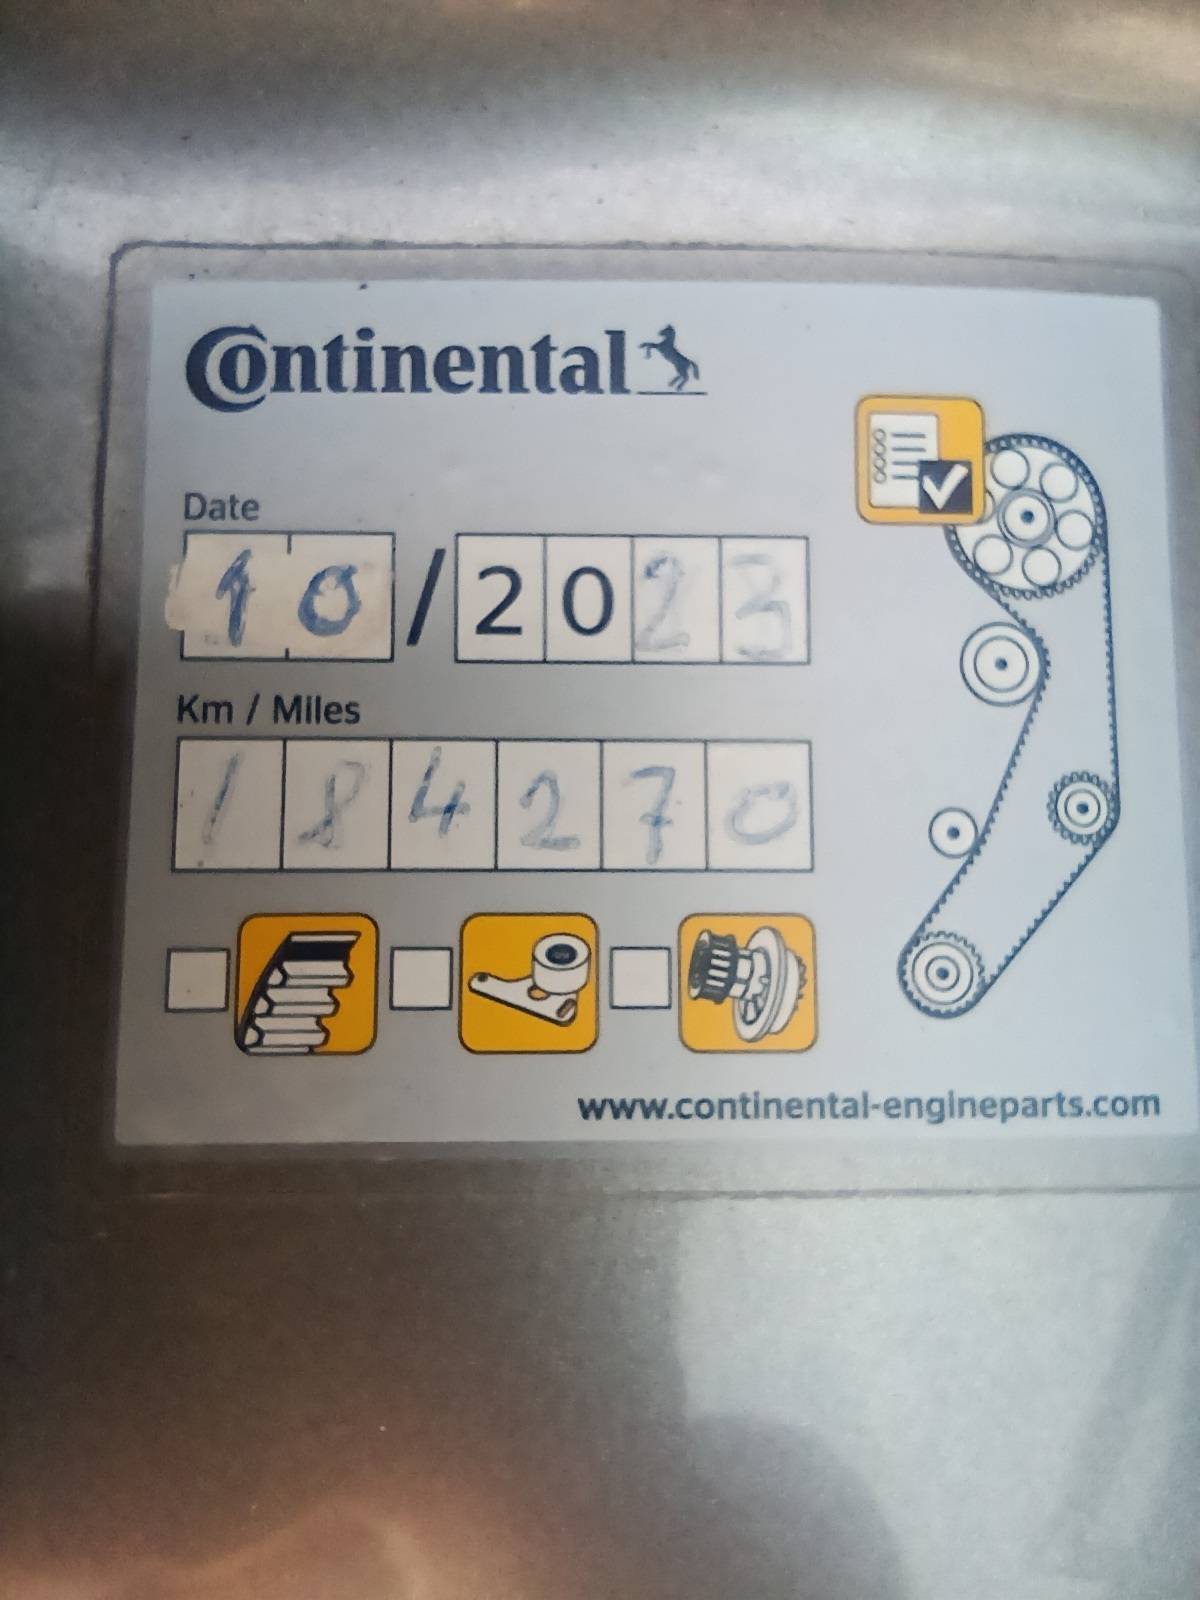 Continental
Date
10/2023
Km / Miles
184270
www.continental-engineparts.com